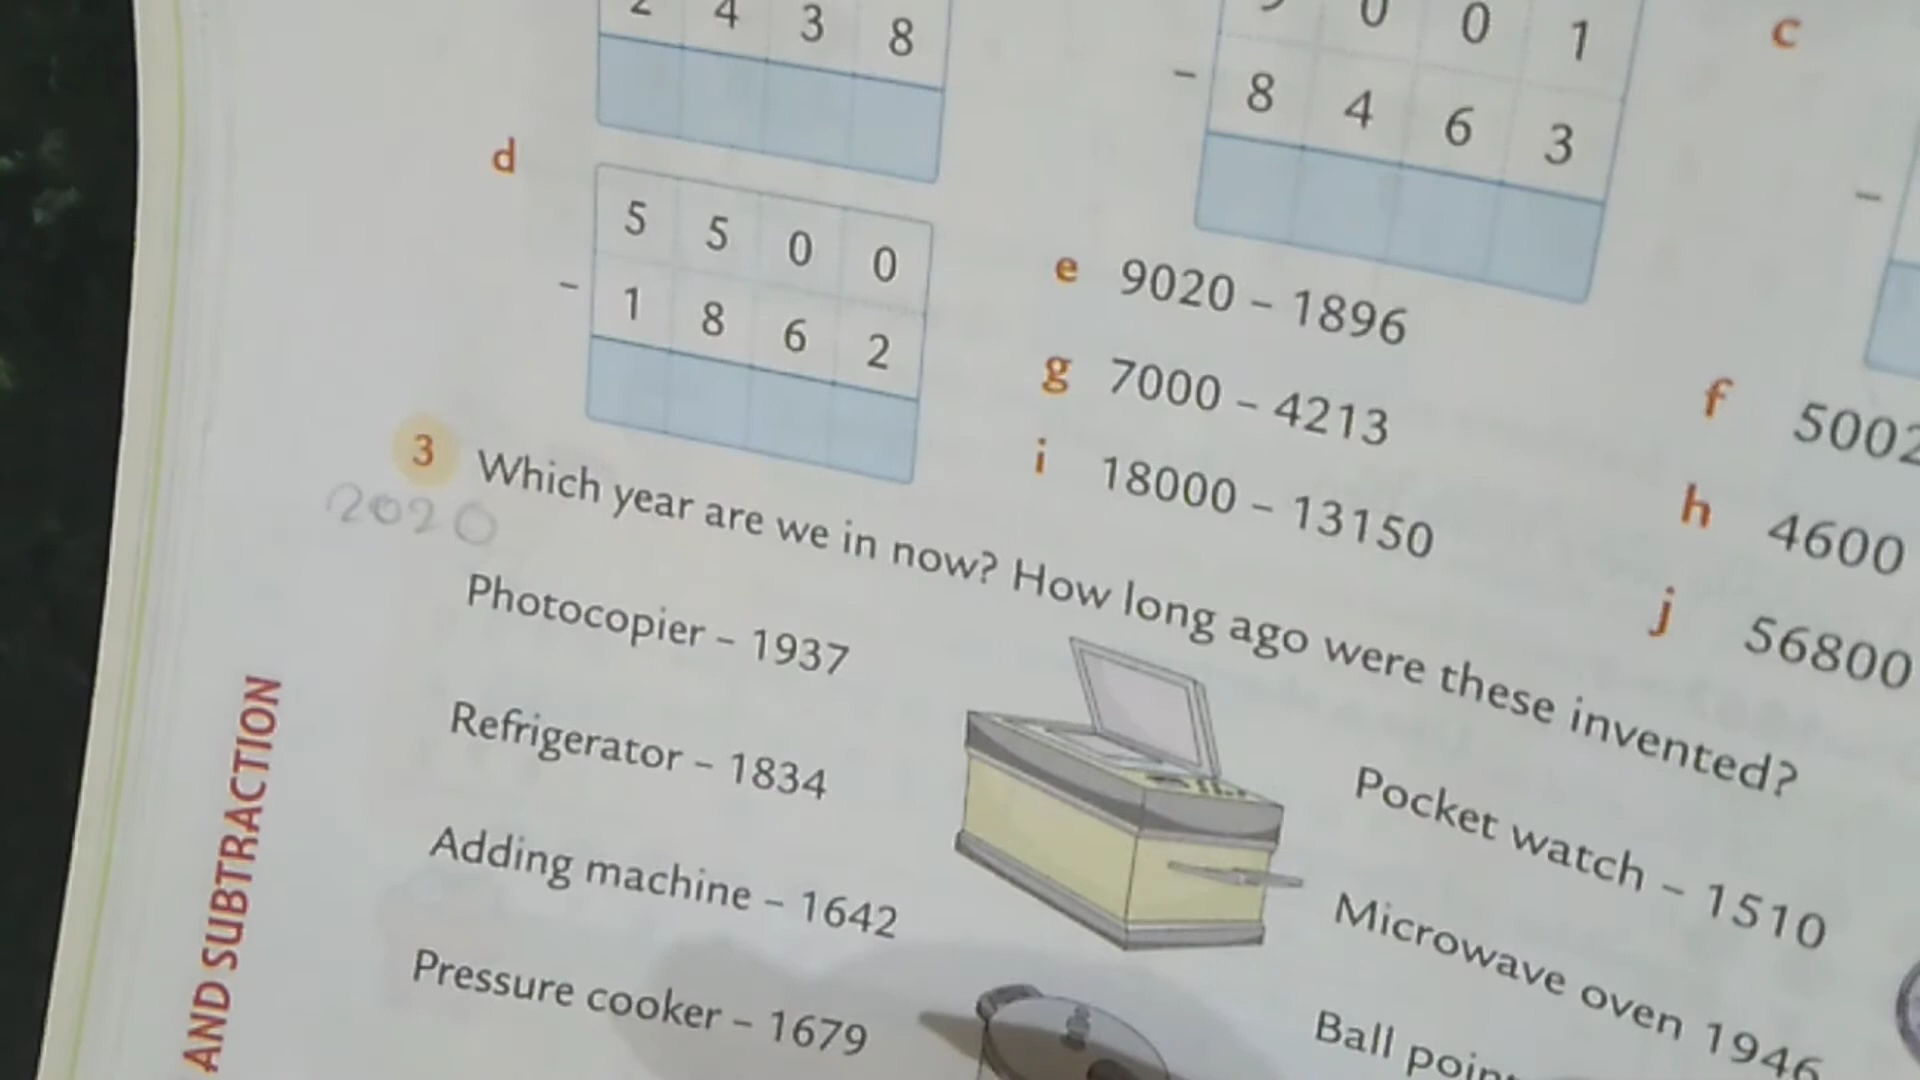 2 4 3 8
0 0 1
- 8 4 6 3
c
-
d
5 5 0 0
- 1 8 6 2
e 9020 – 1896
f 5002
g 7000 – 4213
h 4600
i 18000 – 13150
j 56800
3 Which year are we in now? How long ago were these invented?
2020
Photocopier – 1937
Refrigerator – 1834
Adding machine – 1642
Pressure cooker – 1679
Pocket watch – 1510
Microwave oven 1946
Ball
AND SUBTRACTION